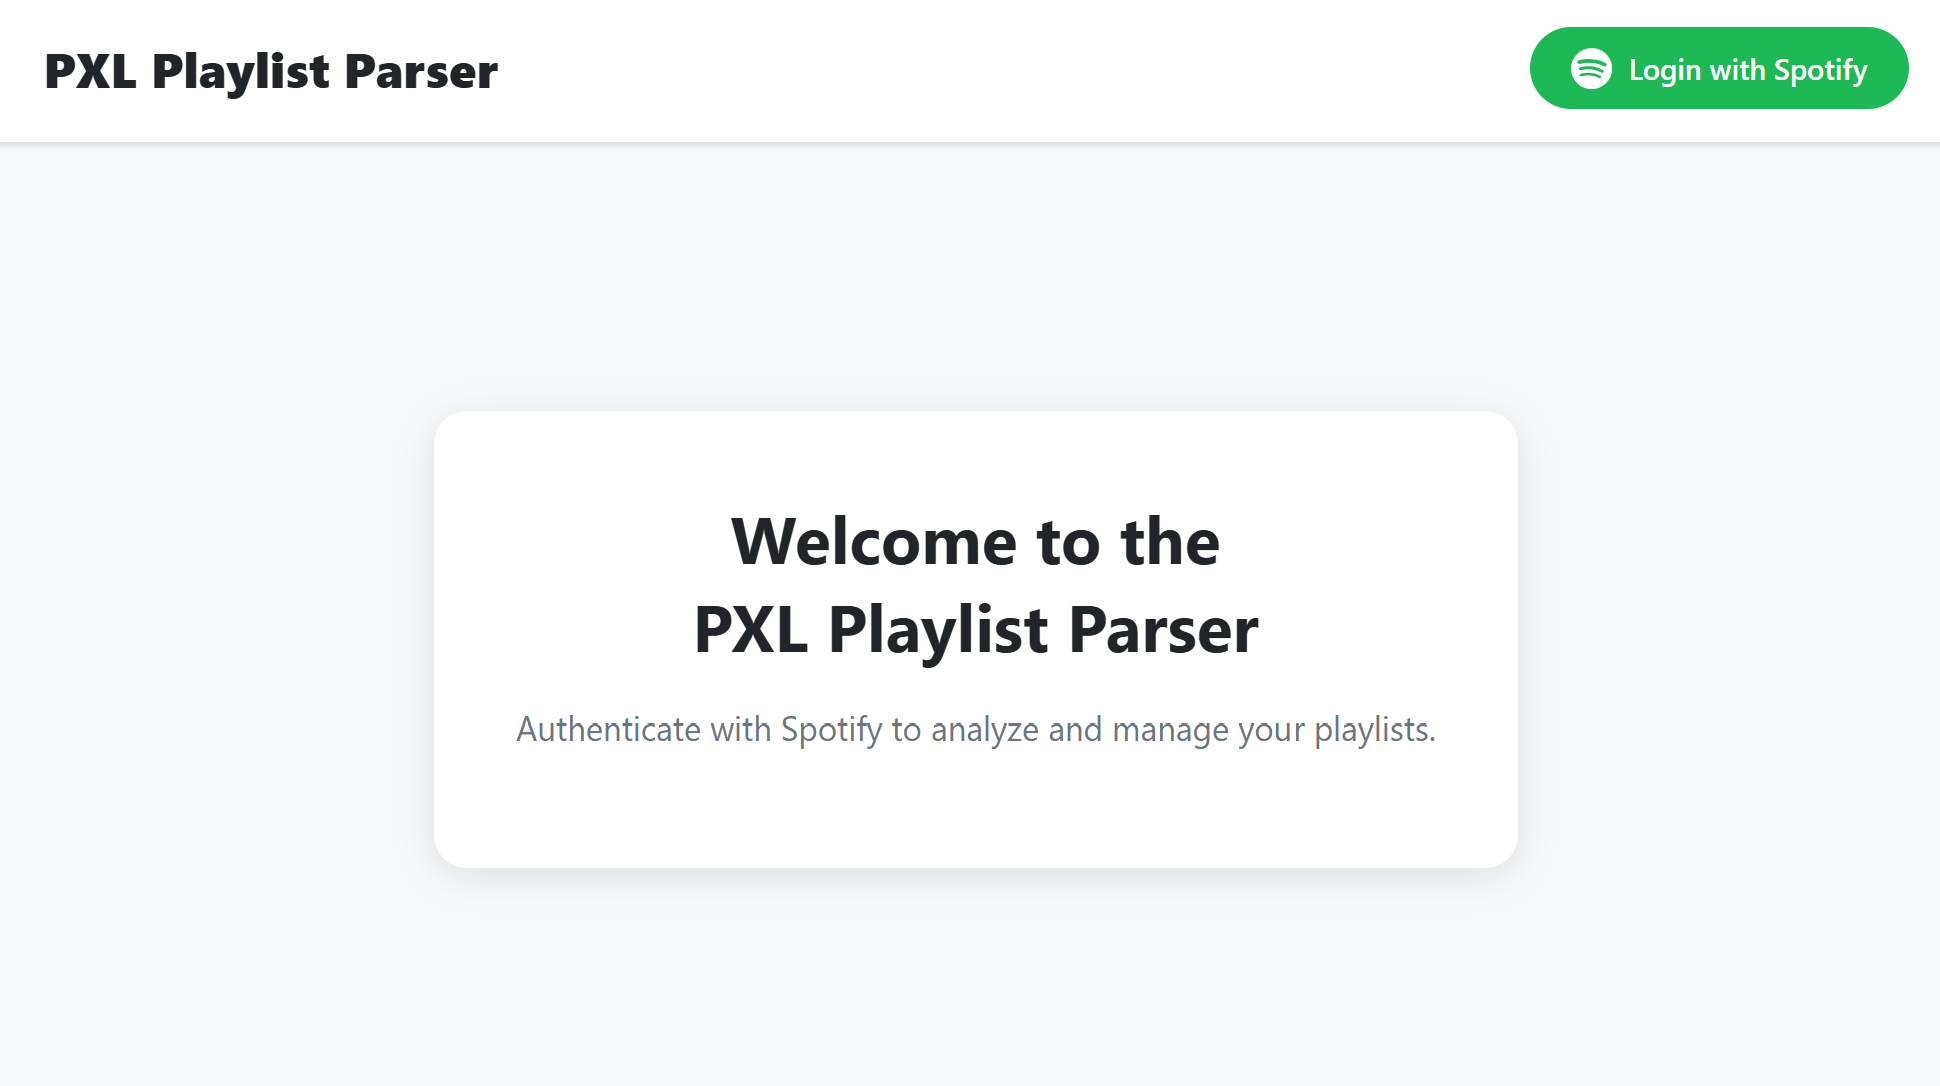 PXL Playlist Parser
Login with Spotify
Welcome to the
PXL Playlist Parser
Authenticate with Spotify to analyze and manage your playlists.